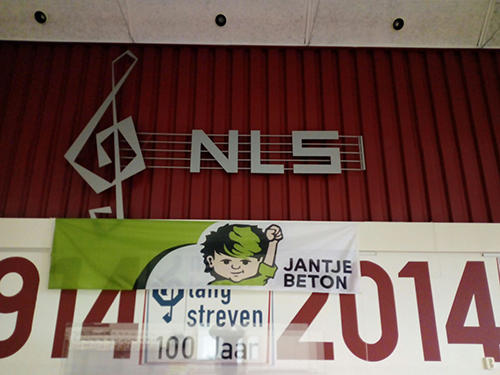 NLS
JANTJE
BETON
914 2014
lang
streven
100 Jaar